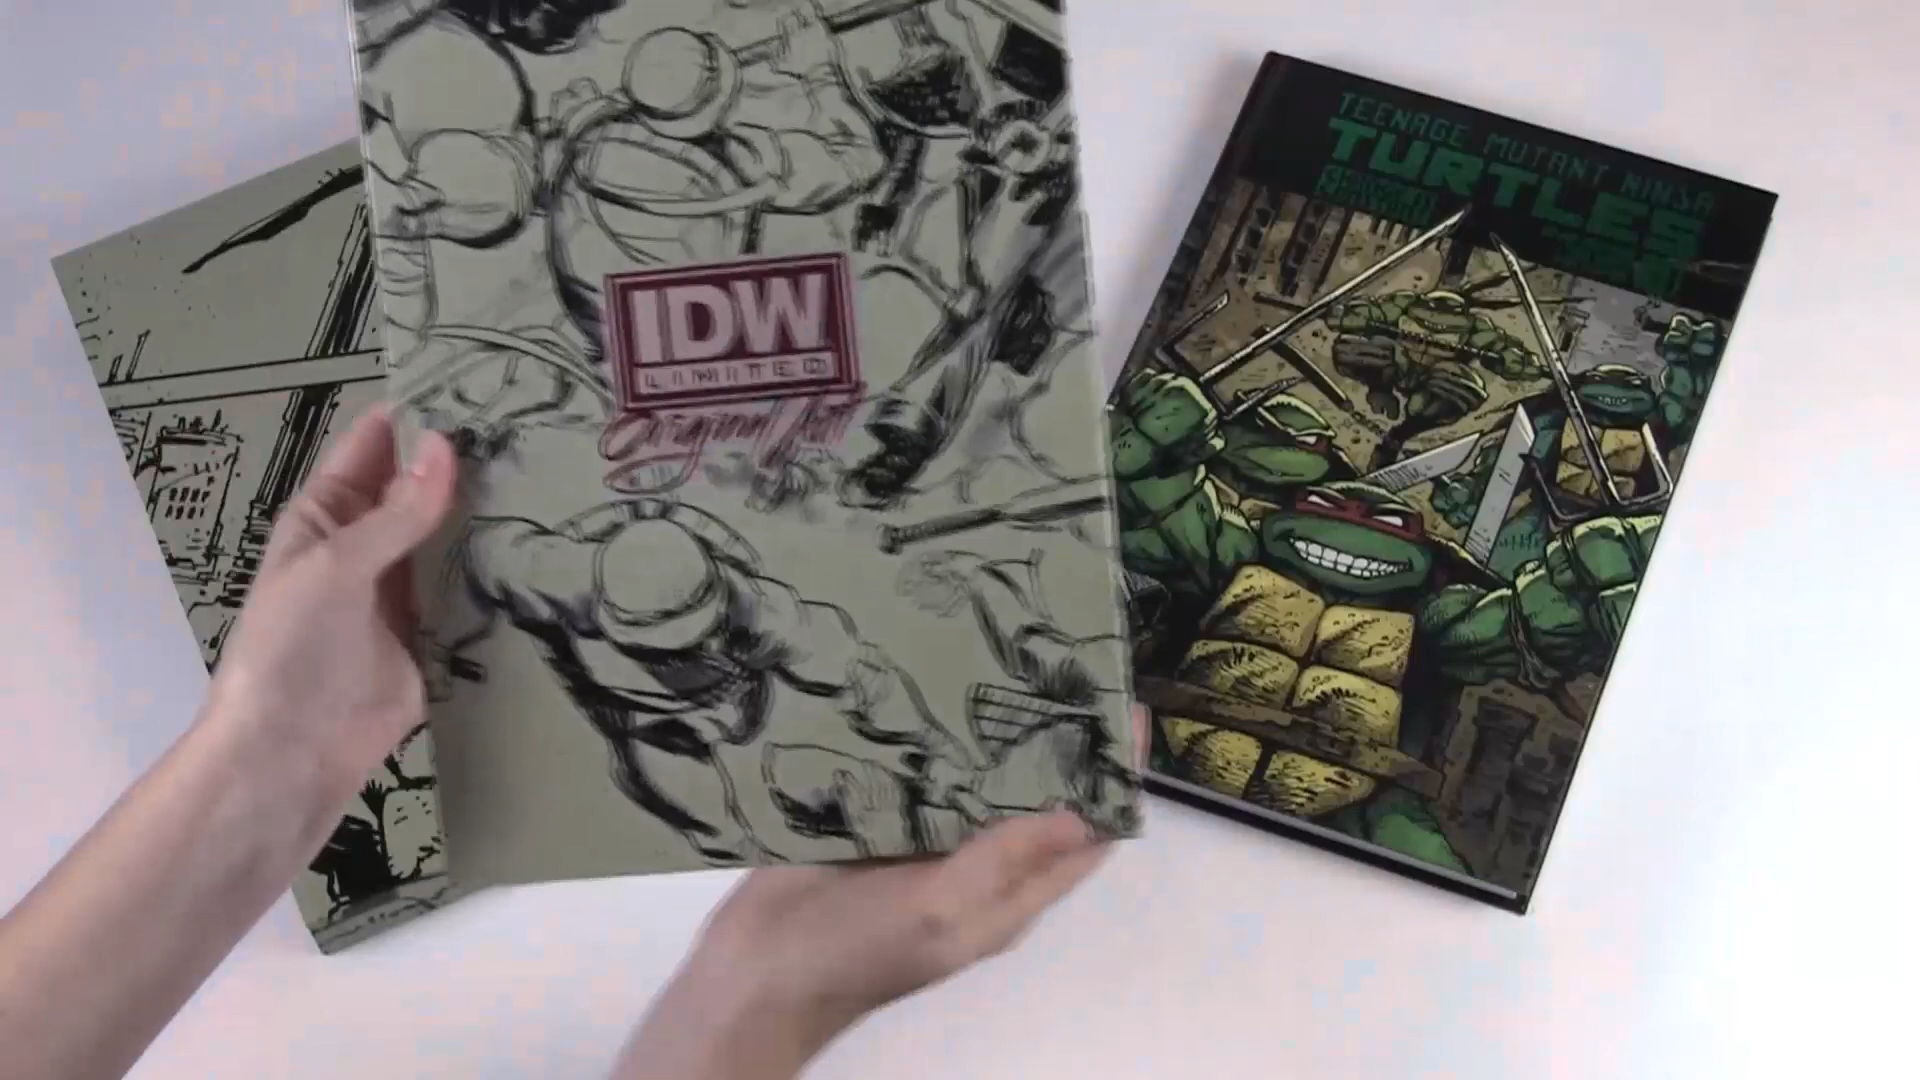 IDW
LIMITED
Original Art
TEENAGE MUTANT NINJA
TURTLES